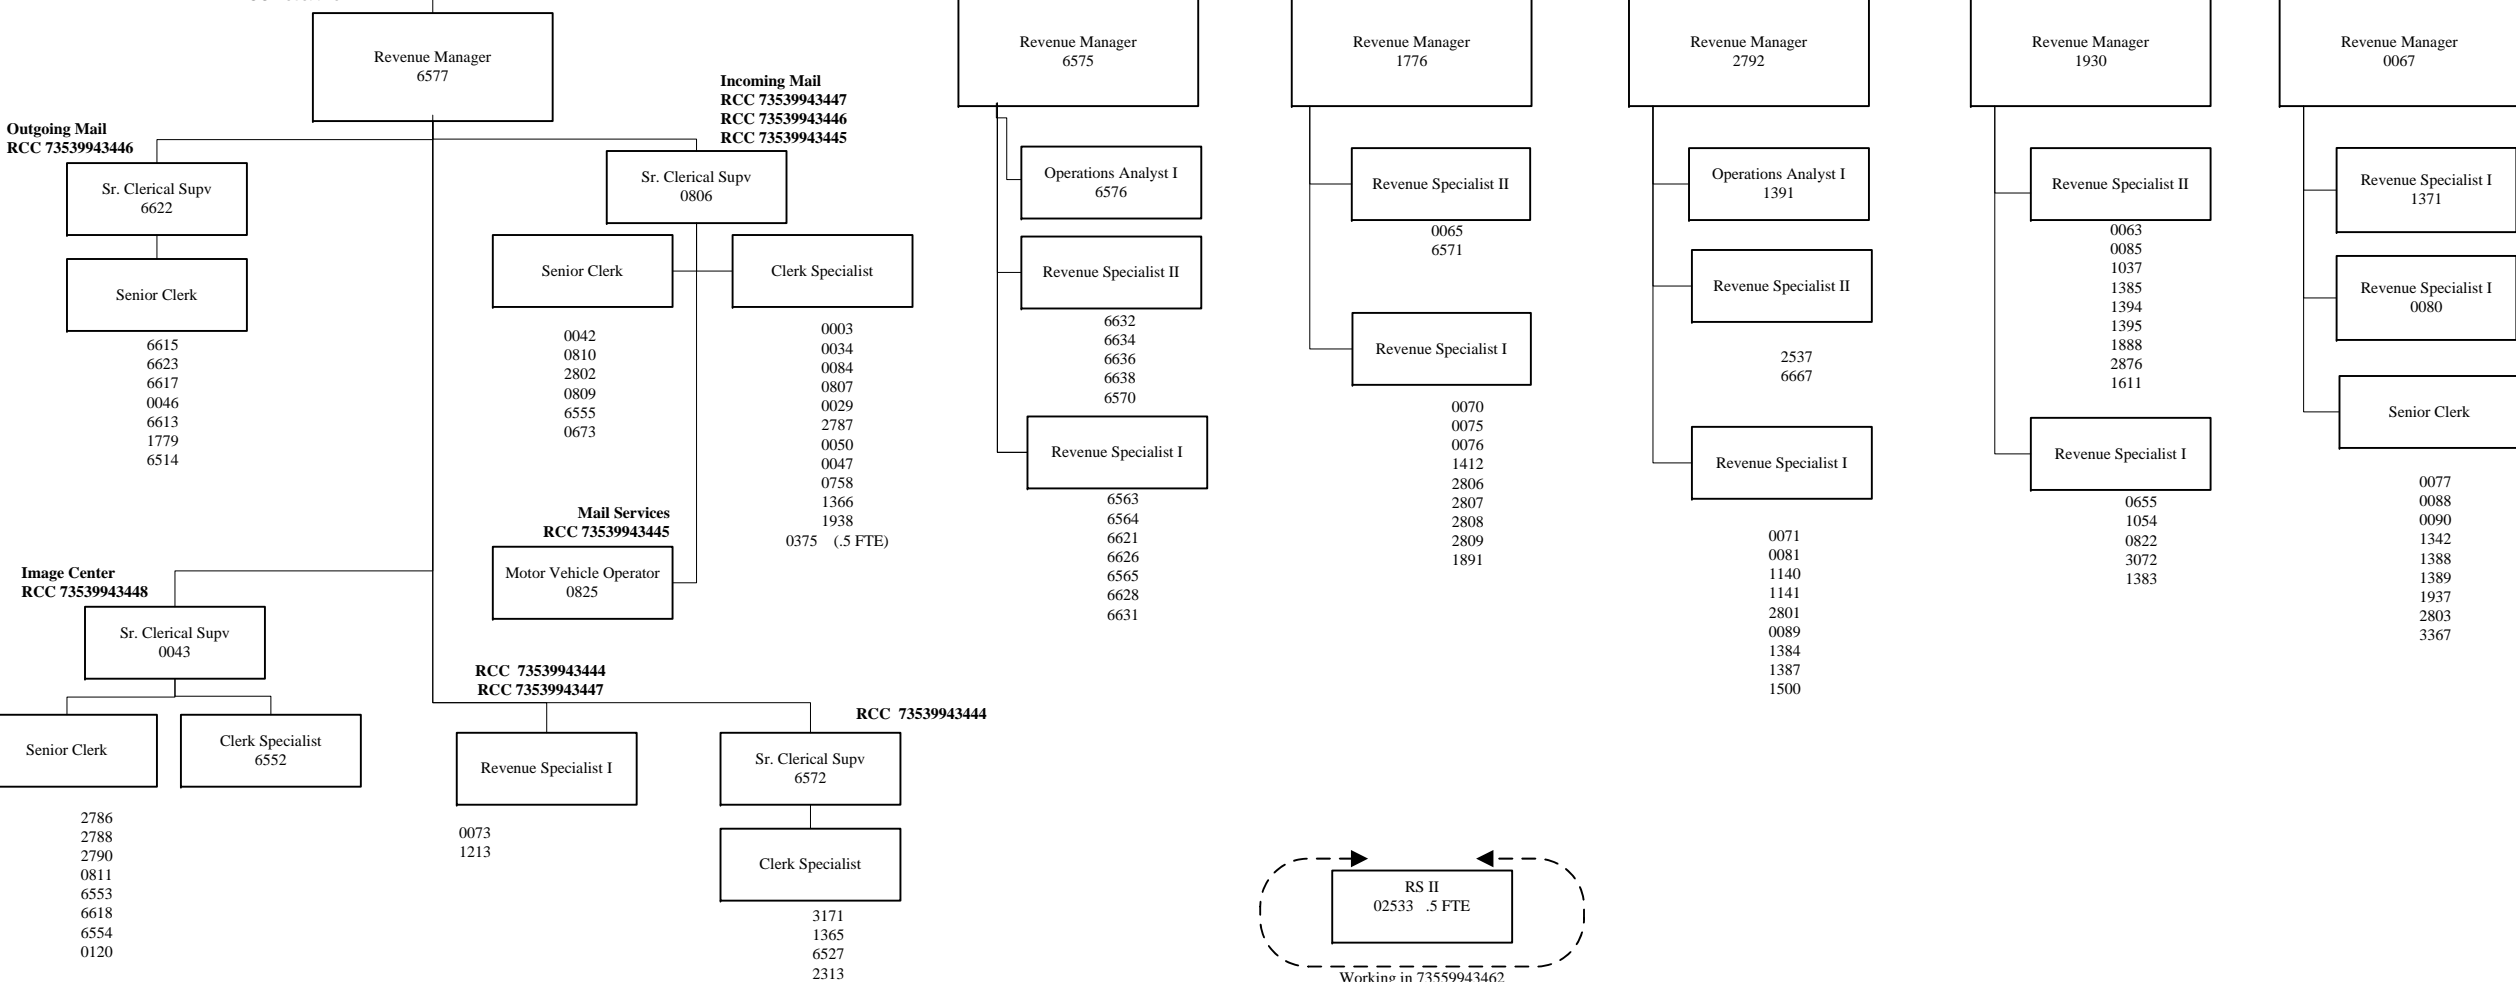 Revenue Manager
6577
Outgoing Mail
RCC 73539943446
Sr. Clerical Supv
6622
Senior Clerk
6615
6623
6617
0046
6613
1779
6514
Incoming Mail
RCC 73539943447
RCC 73539943446
RCC 73539943445
Sr. Clerical Supv
0806
Senior Clerk
0042
0810
2802
0809
6555
0673
Clerk Specialist
0003
0034
0084
0807
0029
2787
0050
0047
0758
1366
1938
0375 (.5 FTE)
Mail Services
RCC 73539943445
Motor Vehicle Operator
0825
Image Center
RCC 73539943448
Sr. Clerical Supv
0043
Senior Clerk
2786
2788
2790
0811
6553
6618
6554
0120
Clerk Specialist
6552
RCC 73539943444
RCC 73539943447
Revenue Specialist I
0073
1213
RCC 73539943444
Sr. Clerical Supv
6572
Clerk Specialist
3171
1365
6527
2313
Revenue Manager
6575
Operations Analyst I
6576
Revenue Specialist II
6632
6634
6636
6638
6570
Revenue Specialist I
6563
6564
6621
6626
6565
6628
6631
Revenue Manager
1776
Revenue Specialist II
0065
6571
Revenue Specialist I
0070
0075
0076
1412
2806
2807
2808
2809
1891
Revenue Manager
2792
Operations Analyst I
1391
Revenue Specialist II
2537
6667
Revenue Specialist I
0071
0081
1140
1141
2801
0089
1384
1387
1500
Revenue Manager
1930
Revenue Specialist II
0063
0085
1037
1385
1394
1395
1888
2876
1611
Revenue Specialist I
0655
1054
0822
3072
1383
Revenue Manager
0067
Revenue Specialist I
1371
Revenue Specialist I
0080
Senior Clerk
0077
0088
0090
1342
1388
1389
1937
2803
3367
RS II
02533 .5 FTE
Working in 73559943462